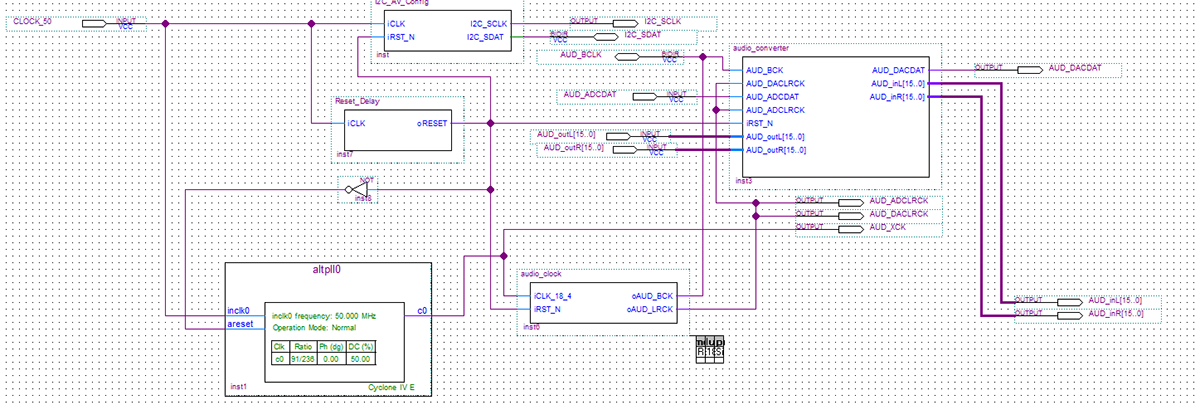 I2C_AV_Config
CLOCK_50
INPUT
VCC
iCLK
I2C_SCLK
iRST_N
I2C_SDAT
inst
OUTPUT
I2C_SCLK
BIDIR
VCC
I2C_SDAT
AUD_BCLK
BIDIR
VCC
audio_converter
AUD_BCK
AUD_DACDAT
AUD_DACLRCK
AUD_inL[15..0]
AUD_ADCDAT
AUD_inR[15..0]
AUD_ADCLRCK
iRST_N
AUD_outL[15..0]
AUD_outR[15..0]
inst3
OUTPUT
AUD_DACDAT
AUD_ADCDAT
INPUT
VCC
Reset_Delay
iCLK
oRESET
inst7
AUD_outL[15..0]
INPUT
VCC
AUD_outR[15..0]
INPUT
VCC
NOT
inst8
OUTPUT
AUD_ADCLRCK
OUTPUT
AUD_DACLRCK
OUTPUT
AUD_XCK
altpll0
inclk0
c0
areset
inclk0 frequency: 50.000 MHz
Operation Mode: Normal
Clk Ratio Ph (dg) DC (%)
c0 91/236 0.00 50.00
inst1
Cyclone IV E
audio_clock
iCLK_18_4
oAUD_BCK
iRST_N
oAUD_LRCK
inst6
OUTPUT
AUD_inL[15..0]
OUTPUT
AUD_inR[15..0]